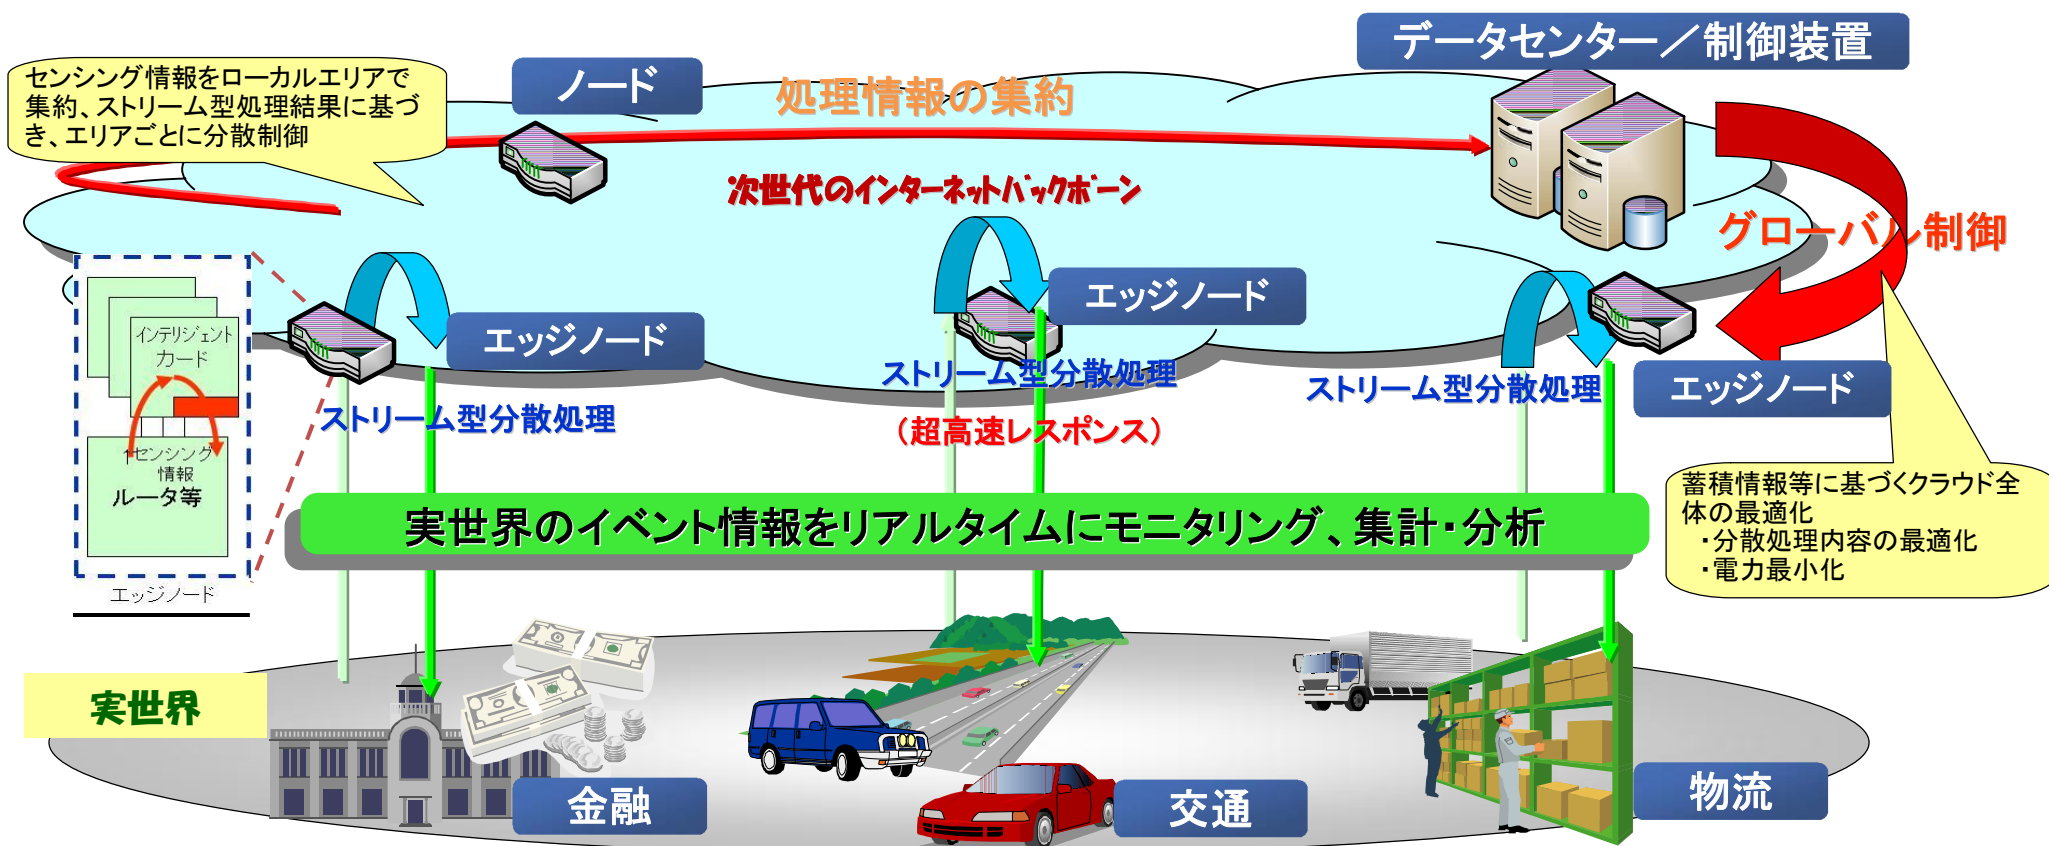 データセンター／制御装置
センシング情報をローカルエリアで
集約、ストリーム型処理結果に基づ
き、エリアごとに分散制御
ノード
処理情報の集約
次世代のインターネットバックボーン
グローバル制御
エッジノード
エッジノード
エッジノード
インテリジェント
カード
センシング
情報
ルータ等
エッジノード
ストリーム型分散処理
ストリーム型分散処理
（超高速レスポンス）
ストリーム型分散処理
蓄積情報等に基づくクラウド全
体の最適化
・分散処理内容の最適化
・電力最小化
実世界のイベント情報をリアルタイムにモニタリング、集計・分析
実世界
金融
交通
物流